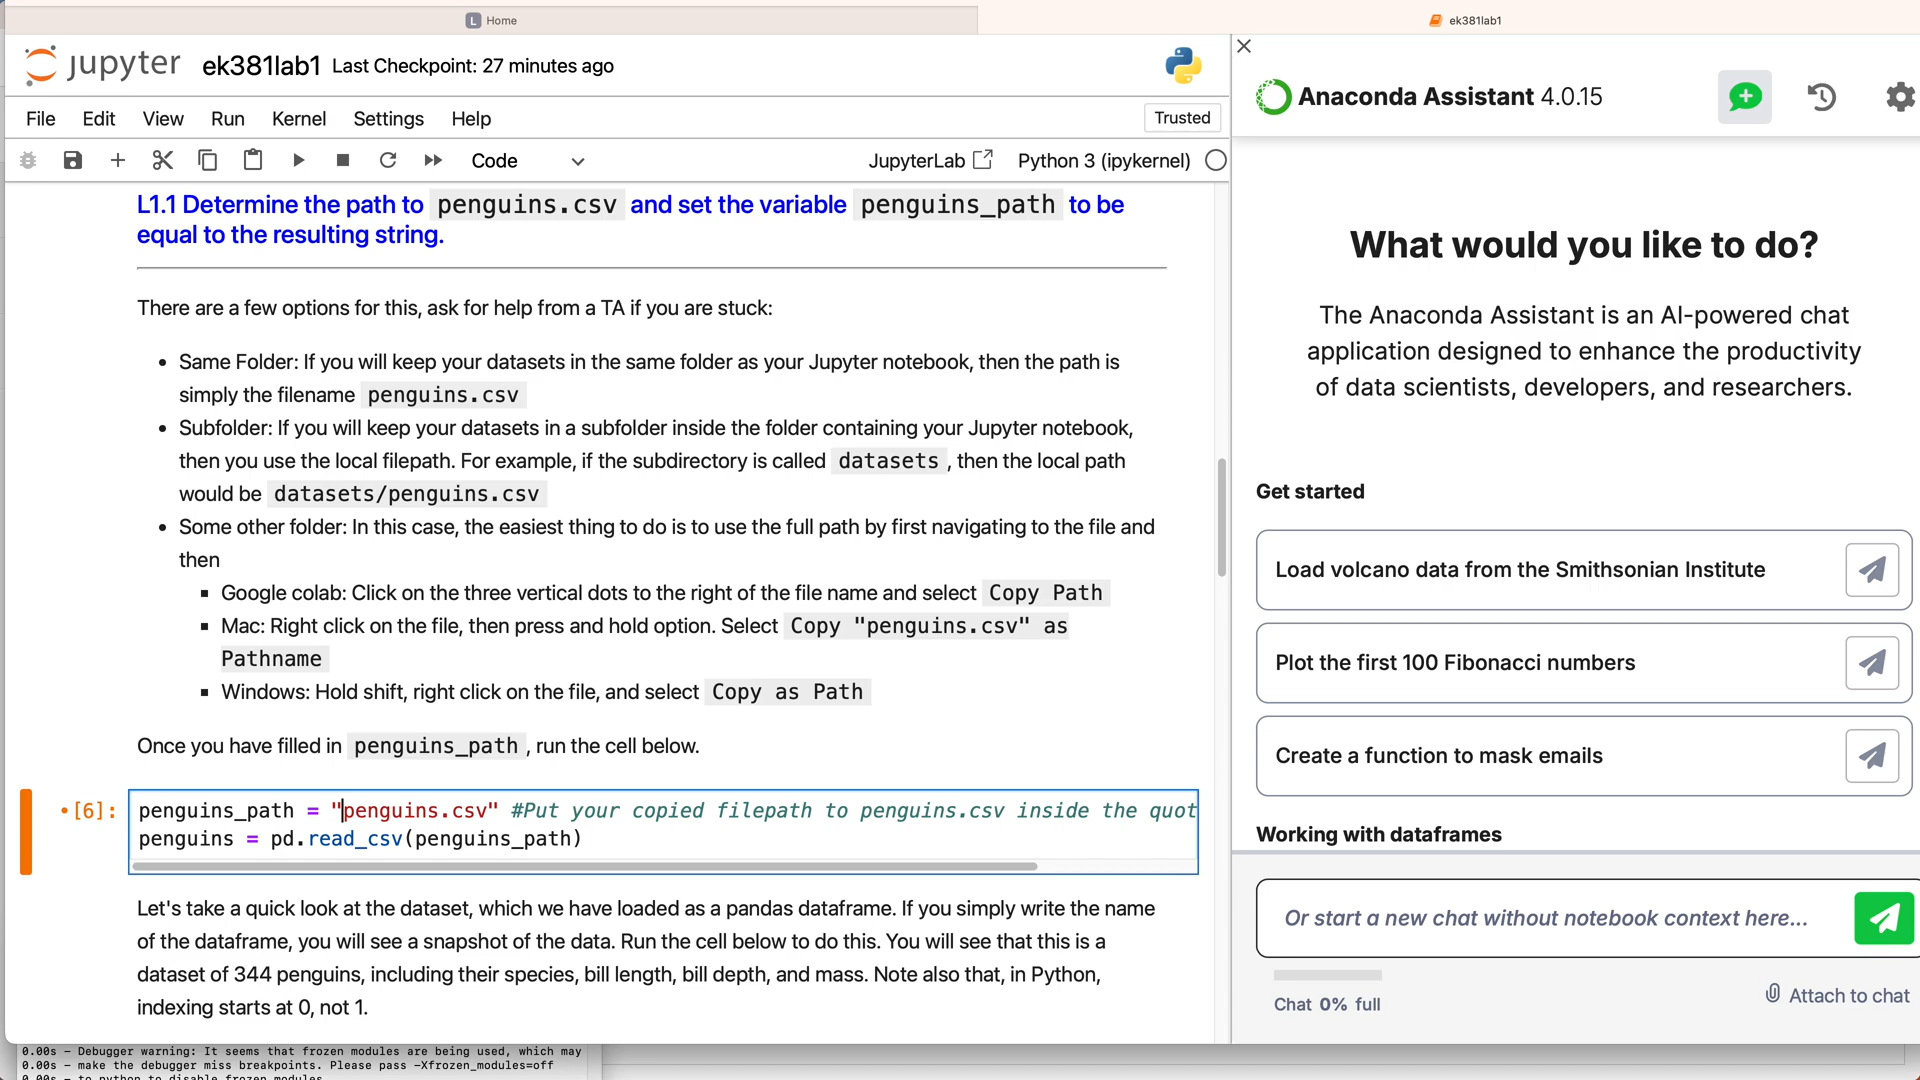 L Home
ek381lab1
jupyter ek381lab1 Last Checkpoint: 27 minutes ago
File Edit View Run Kernel Settings Help Trusted
Code JupyterLab Python 3 (ipykernel)
L1.1 Determine the path to penguins.csv and set the variable penguins_path to be
equal to the resulting string.
There are a few options for this, ask for help from a TA if you are stuck:
• Same Folder: If you will keep your datasets in the same folder as your Jupyter notebook, then the path is
simply the filename penguins.csv
• Subfolder: If you will keep your datasets in a subfolder inside the folder containing your Jupyter notebook,
then you use the local filepath. For example, if the subdirectory is called datasets , then the local path
would be datasets/penguins.csv
• Some other folder: In this case, the easiest thing to do is to use the full path by first navigating to the file and
then
▪ Google colab: Click on the three vertical dots to the right of the file name and select Copy Path
▪ Mac: Right click on the file, then press and hold option. Select Copy "penguins.csv" as
Pathname
▪ Windows: Hold shift, right click on the file, and select Copy as Path
Once you have filled in penguins_path , run the cell below.
•[6]: penguins_path = "penguins.csv" #Put your copied filepath to penguins.csv inside the quot
penguins = pd.read_csv(penguins_path)
Let's take a quick look at the dataset, which we have loaded as a pandas dataframe. If you simply write the name
of the dataframe, you will see a snapshot of the data. Run the cell below to do this. You will see that this is a
dataset of 344 penguins, including their species, bill length, bill depth, and mass. Note also that, in Python,
indexing starts at 0, not 1.
0.00s - Debugger warning: It seems that frozen modules are being used, which may
0.00s - make the debugger miss breakpoints. Please pass -Xfrozen_modules=off
0.00s - to python to disable frozen modules
Anaconda Assistant 4.0.15
What would you like to do?
The Anaconda Assistant is an AI-powered chat
application designed to enhance the productivity
of data scientists, developers, and researchers.
Get started
Load volcano data from the Smithsonian Institute
Plot the first 100 Fibonacci numbers
Create a function to mask emails
Working with dataframes
Or start a new chat without notebook context here...
Chat 0% full
Attach to chat